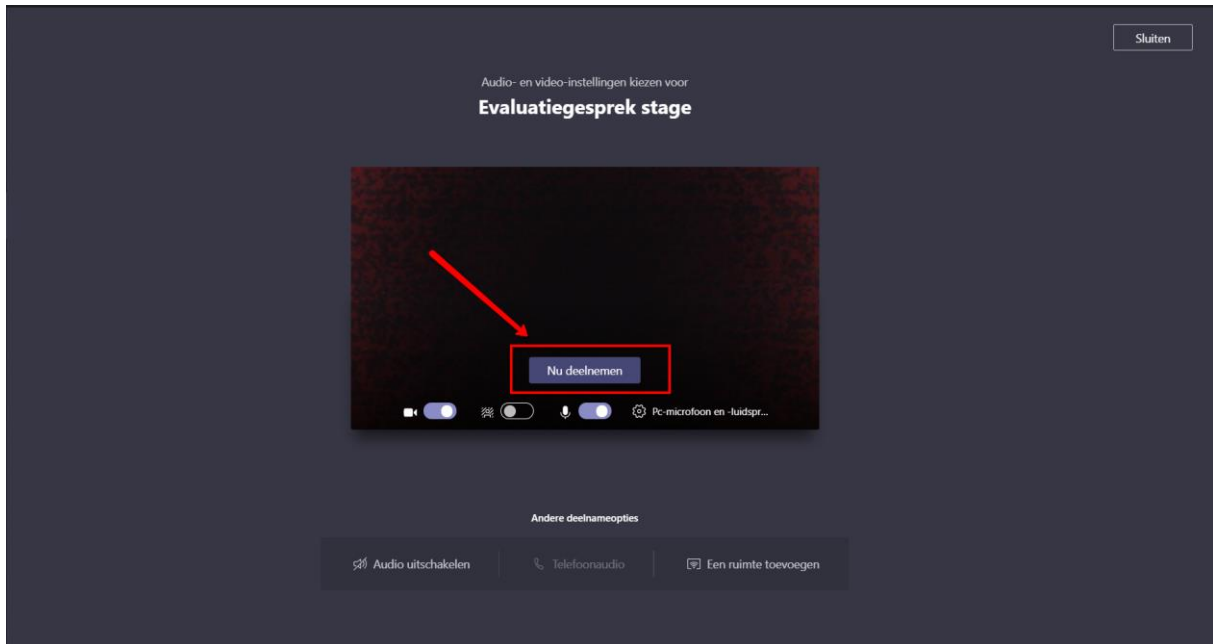 Sluiten
Audio- en video-instellingen kiezen voor
Evaluatiegesprek stage
Nu deelnemen
Pc-microfoon en -luidspr...
Andere deelnameopties
Audio uitschakelen
Telefoonaudio
Een ruimte toevoegen